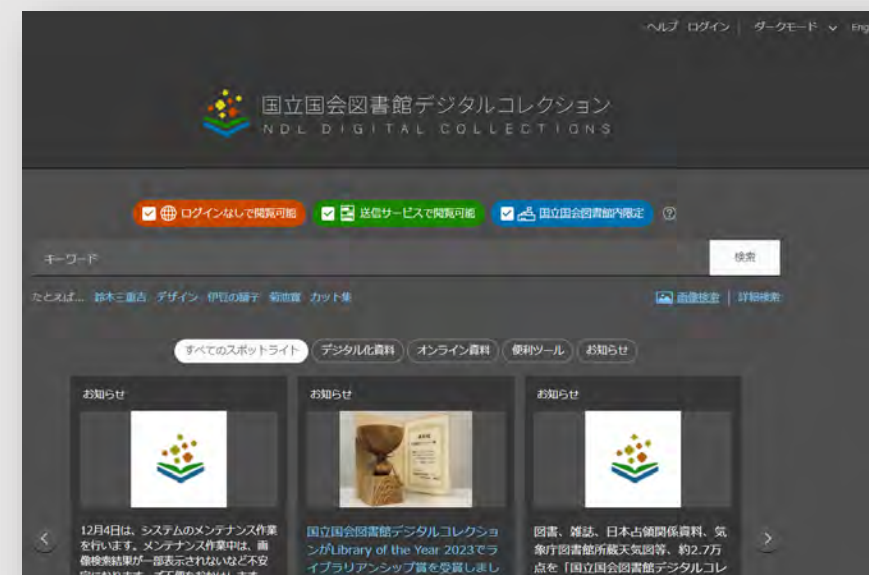 ヘルプ ログイン ダークモード Eng
国立国会図書館デジタルコレクション
NDL DIGITAL COLLECTIONS
ログインなしで閲覧可能 送信サービスで閲覧可能 国立国会図書館内限定
キーワード 検索
たとえば... 鈴木三重吉 デザイン 伊豆の踊子 菊池寛 カット集 画像検索 詳細検索
すべてのスポットライト デジタル化資料 オンライン資料 便利ツール お知らせ
お知らせ
12月4日は、システムのメンテナンス作業
を行います。メンテナンス作業中は、画
像検索結果が一部表示されないなど不安
お知らせ
国立国会図書館デジタルコレクショ
ンがLibrary of the Year 2023でラ
イブラリアンシップ賞を受賞しまし
お知らせ
図書、雑誌、日本占領関係資料、気
象庁図書館所蔵天気図等、約2.7万
点を「国立国会図書館デジタルコレ